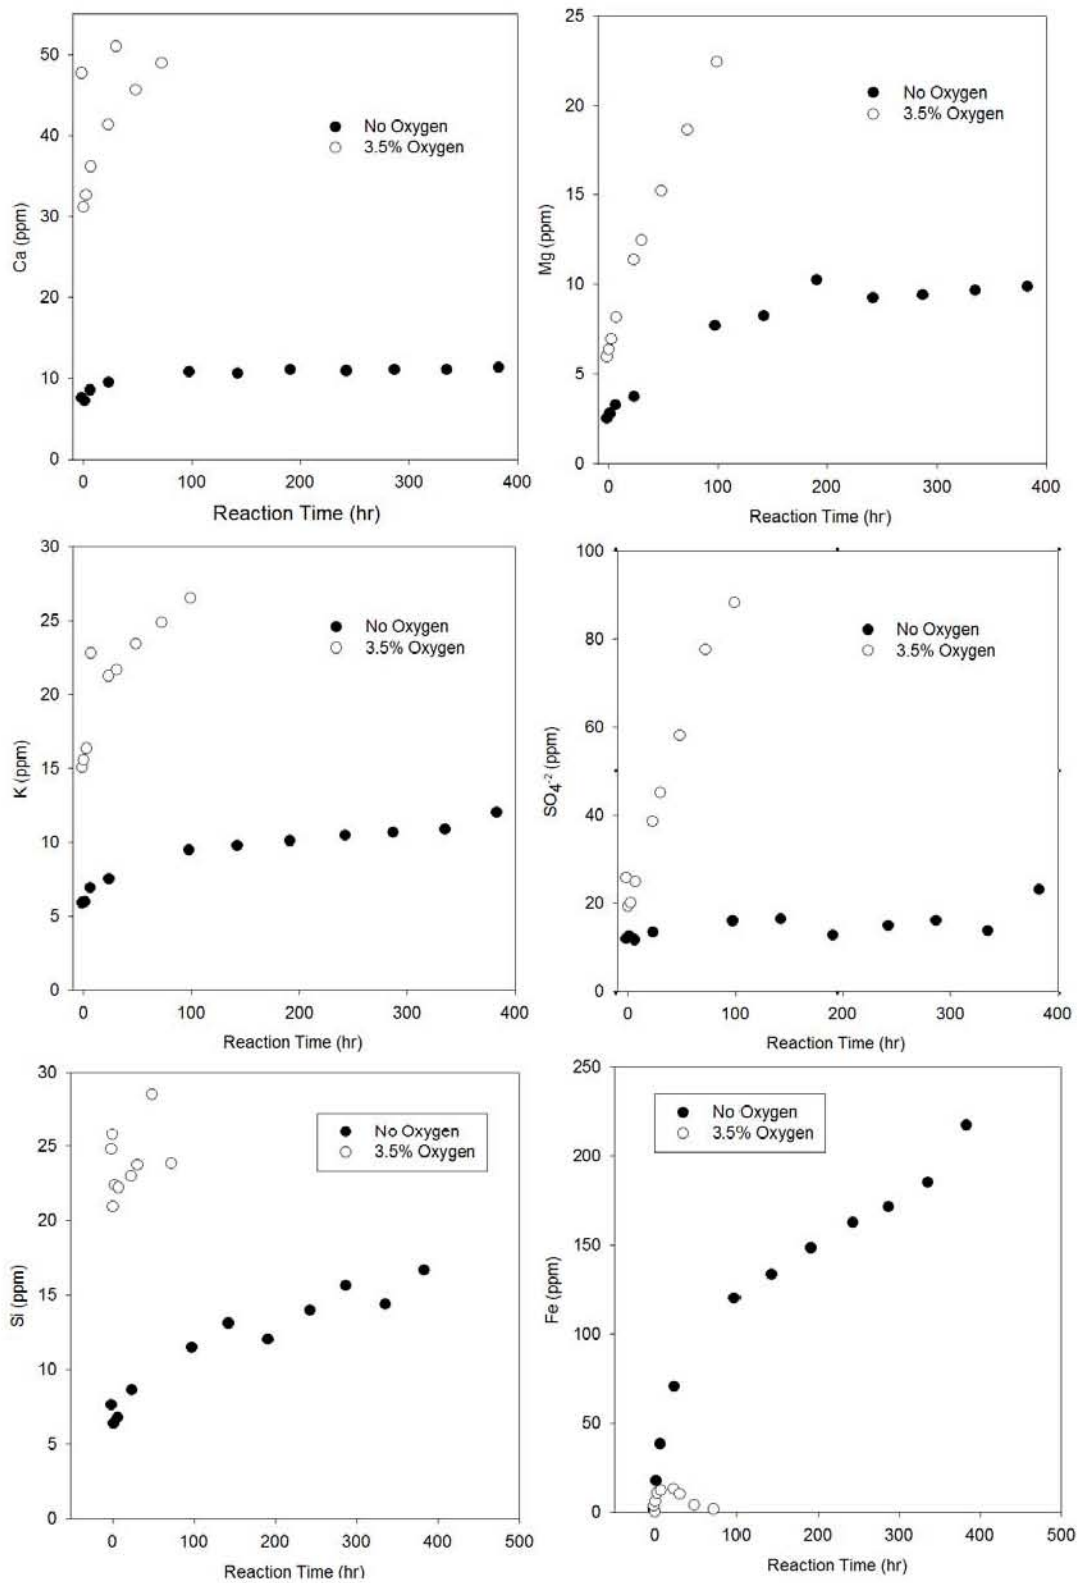 50
40
30
20
10
0
Ca (ppm)
No Oxygen
3.5% Oxygen
0 100 200 300 400
Reaction Time (hr)
25
20
15
10
5
0
Mg (ppm)
No Oxygen
3.5% Oxygen
0 100 200 300 400
Reaction Time (hr)
30
25
20
15
10
5
0
K (ppm)
No Oxygen
3.5% Oxygen
0 100 200 300 400
Reaction Time (hr)
100
80
60
40
20
0
SO4-2 (ppm)
No Oxygen
3.5% Oxygen
0 100 200 300 400
Reaction Time (hr)
30
25
20
15
10
5
0
Si (ppm)
No Oxygen
3.5% Oxygen
0 100 200 300 400 500
Reaction Time (hr)
250
200
150
100
50
0
Fe (ppm)
No Oxygen
3.5% Oxygen
0 100 200 300 400 500
Reaction Time (hr)